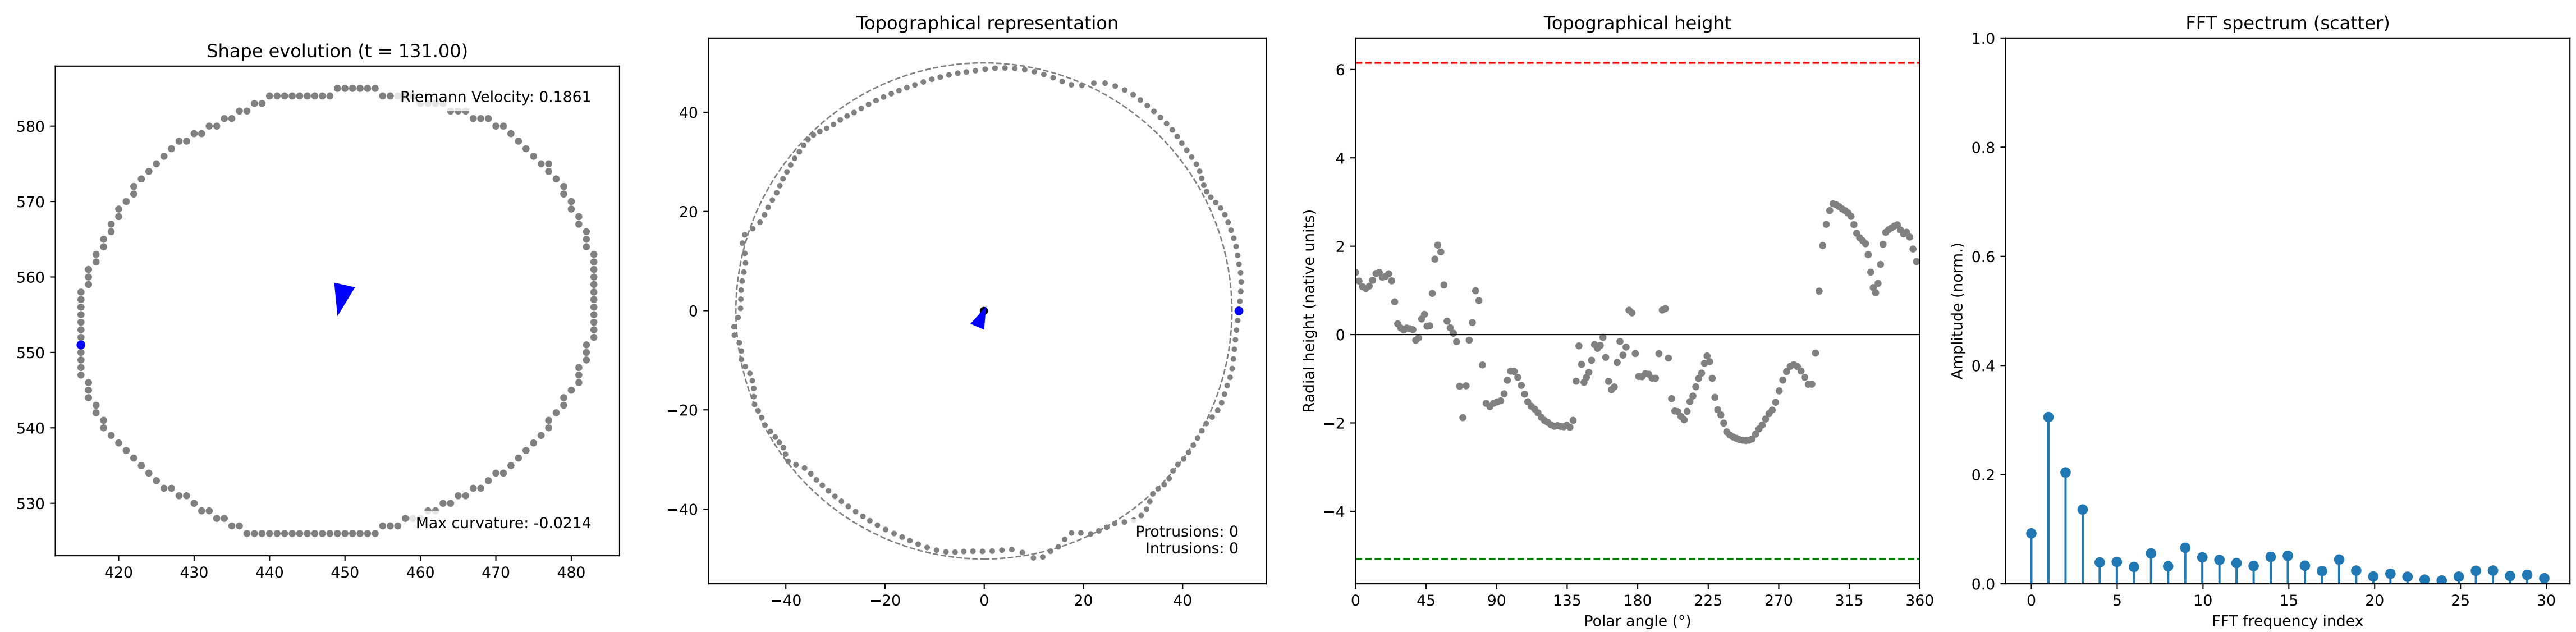 Shape evolution (t = 131.00)
Riemann Velocity: 0.1861
Max curvature: -0.0214
580
570
560
550
540
530
420 430 440 450 460 470 480
Topographical representation
40
20
0
−20
−40
−40 −20 0 20 40
Protrusions: 0
Intrusions: 0
Topographical height
Radial height (native units)
6
4
2
0
−2
−4
0 45 90 135 180 225 270 315 360
Polar angle (°)
FFT spectrum (scatter)
Amplitude (norm.)
1.0
0.8
0.6
0.4
0.2
0.0
0 5 10 15 20 25 30
FFT frequency index